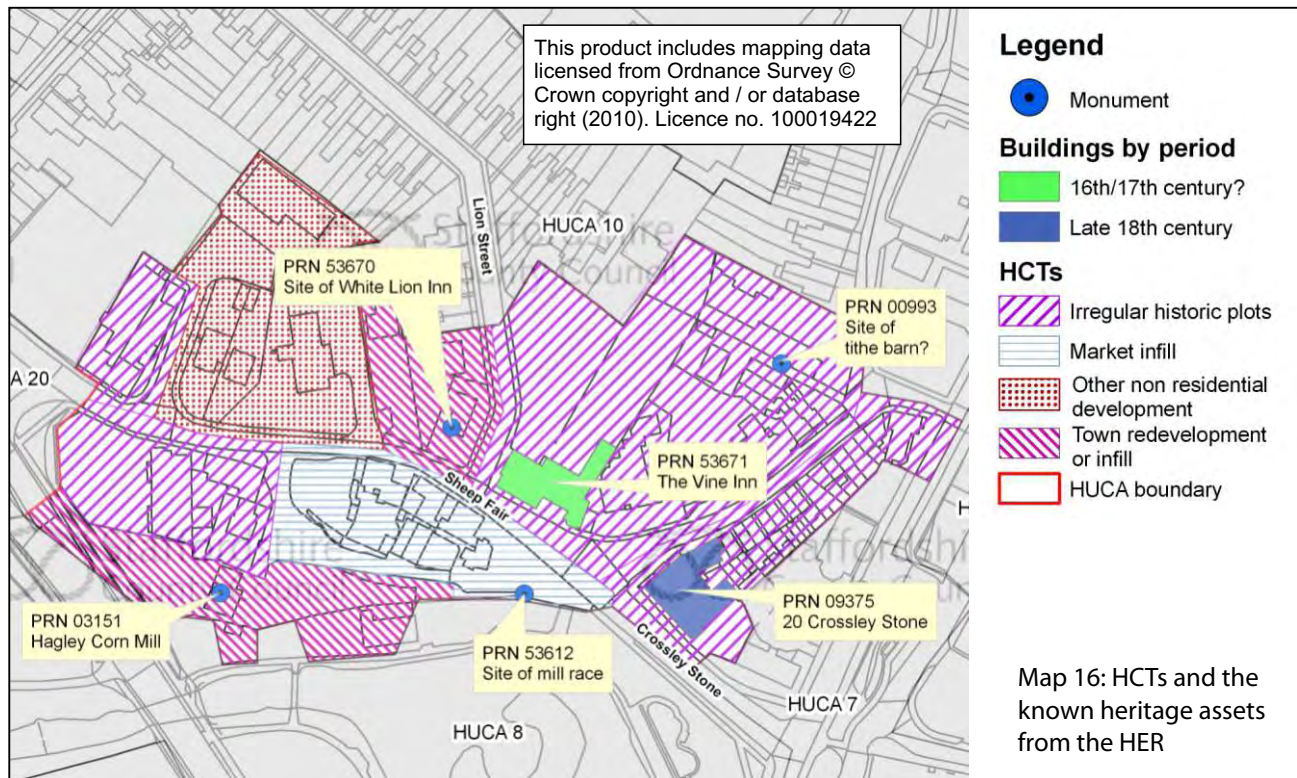 This product includes mapping data
licensed from Ordnance Survey ©
Crown copyright and / or database
right (2010). Licence no. 100019422
Lion Street
HUCA 10
Staffordshire
County Council
PRN 53670
Site of White Lion Inn
PRN 00993
Site of
tithe barn?
A 20
PRN 53671
The Vine Inn
Sheep Fair
H
PRN 03151
Hagley Corn Mill
PRN 53612
Site of mill race
PRN 09375
20 Crossley Stone
Crossley Stone
HUCA 7
HUCA 8
Legend
Monument
Buildings by period
16th/17th century?
Late 18th century
HCTs
Irregular historic plots
Market infill
Other non residential
development
Town redevelopment
or infill
HUCA boundary
Map 16: HCTs and the
known heritage assets
from the HER